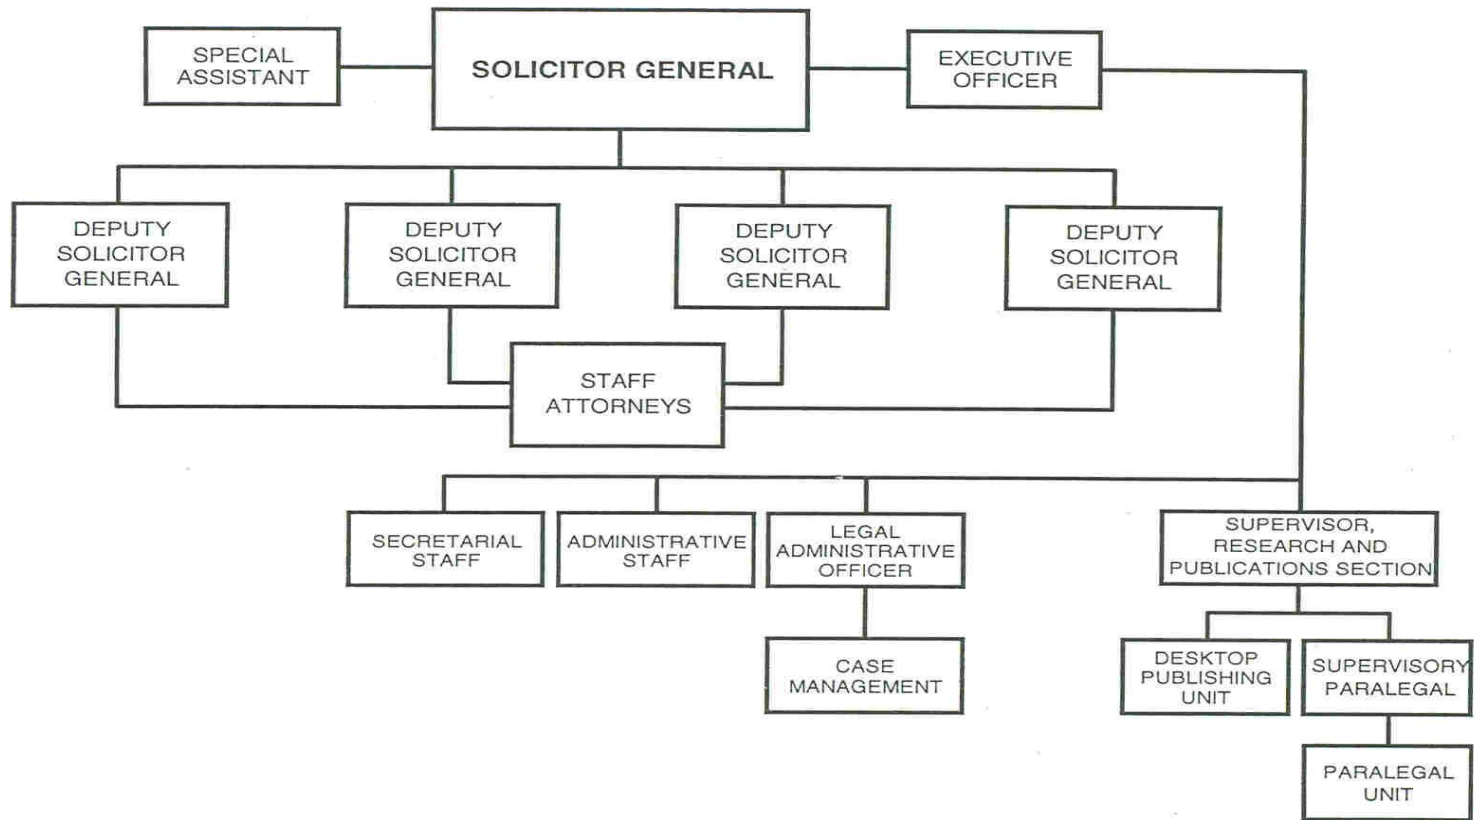 SPECIAL
ASSISTANT
SOLICITOR GENERAL
EXECUTIVE
OFFICER
DEPUTY
SOLICITOR
GENERAL
DEPUTY
SOLICITOR
GENERAL
DEPUTY
SOLICITOR
GENERAL
DEPUTY
SOLICITOR
GENERAL
STAFF
ATTORNEYS
SECRETARIAL
STAFF
ADMINISTRATIVE
STAFF
LEGAL
ADMINISTRATIVE
OFFICER
SUPERVISOR,
RESEARCH AND
PUBLICATIONS SECTION
CASE
MANAGEMENT
DESKTOP
PUBLISHING
UNIT
SUPERVISORY
PARALEGAL
PARALEGAL
UNIT